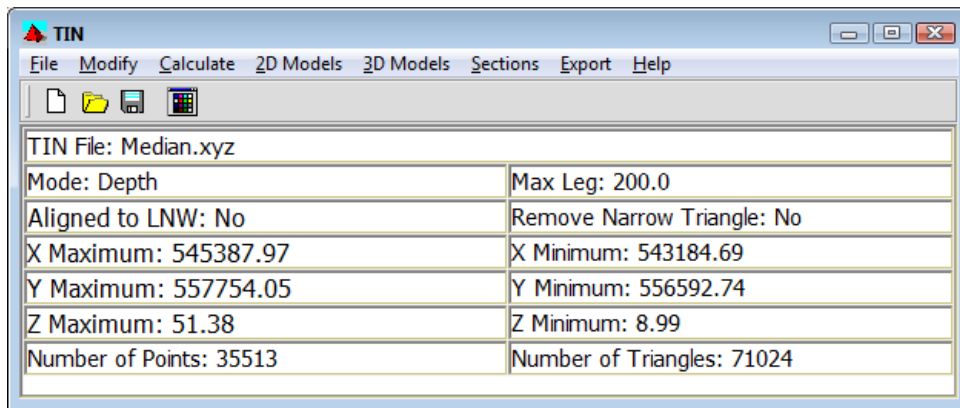 TIN
File Modify Calculate 2D Models 3D Models Sections Export Help
TIN File: Median.xyz
Mode: Depth Max Leg: 200.0
Aligned to LNW: No Remove Narrow Triangle: No
X Maximum: 545387.97 X Minimum: 543184.69
Y Maximum: 557754.05 Y Minimum: 556592.74
Z Maximum: 51.38 Z Minimum: 8.99
Number of Points: 35513 Number of Triangles: 71024